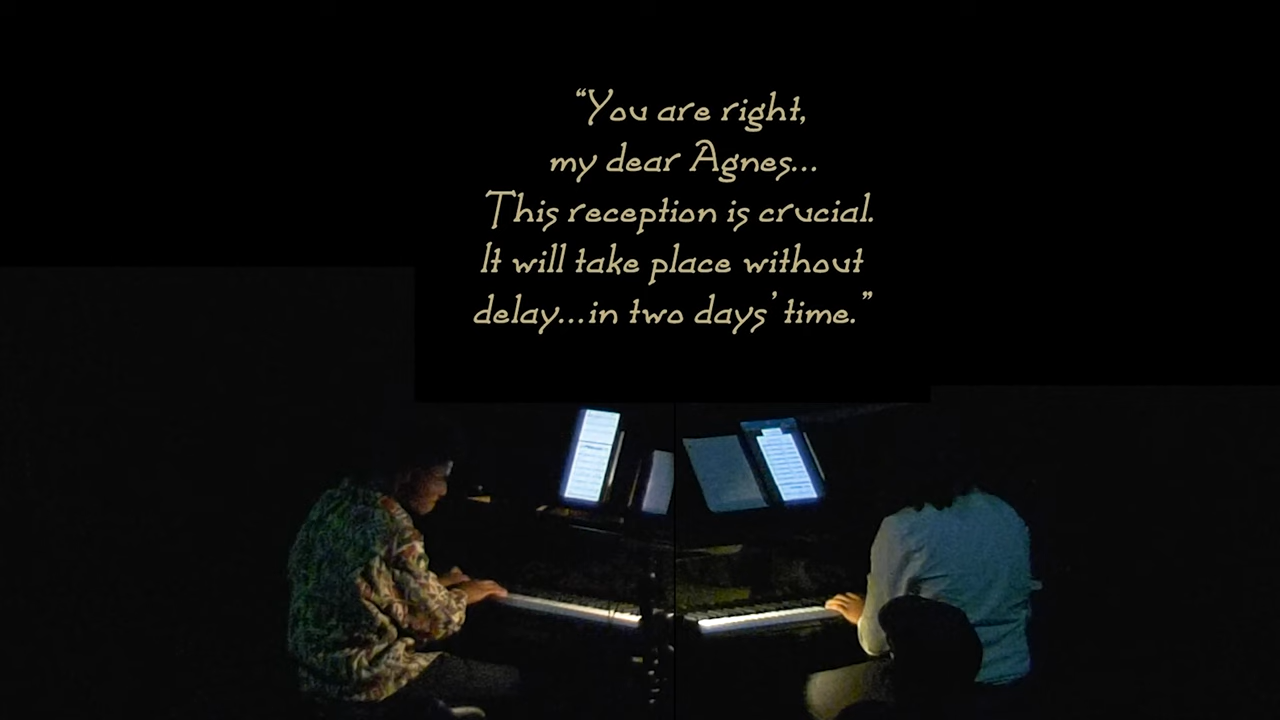 “You are right,
my dear Agnes...
This reception is crucial.
It will take place without
delay...in two days’ time.”